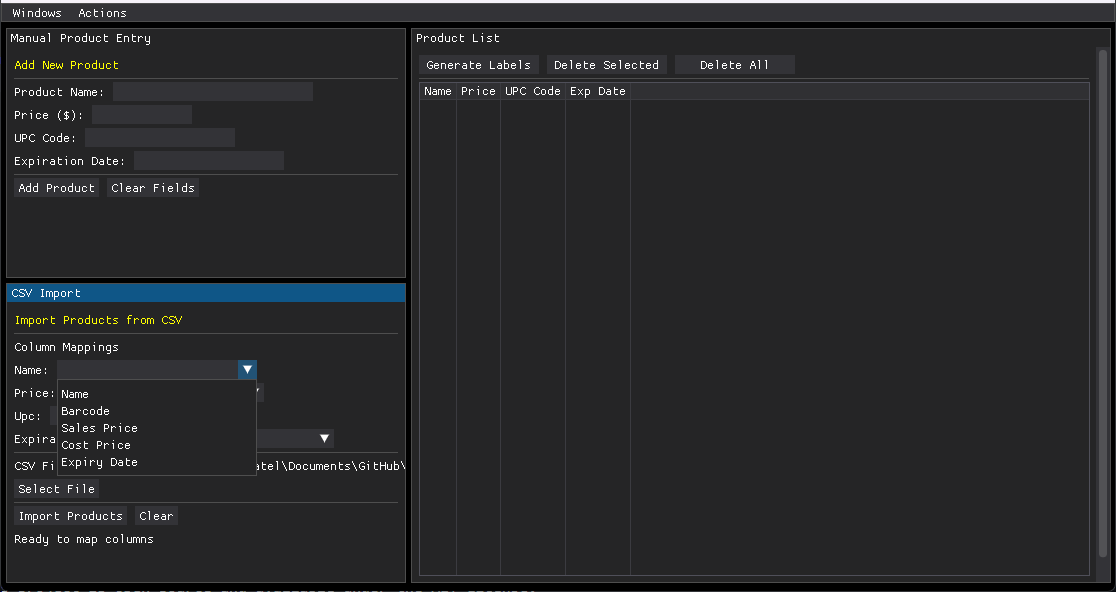 Windows Actions
Manual Product Entry
Add New Product
Product Name:
Price ($):
UPC Code:
Expiration Date:
Add Product Clear Fields
CSV Import
Import Products from CSV
Column Mappings
Name:
Price:
Name
Barcode
Upc:
Sales Price
Expira
Cost Price
Expiry Date
CSV Fi atel\Documents\GitHub\
Select File
Import Products Clear
Ready to map columns
Product List
Generate Labels Delete Selected Delete All
Name Price UPC Code Exp Date